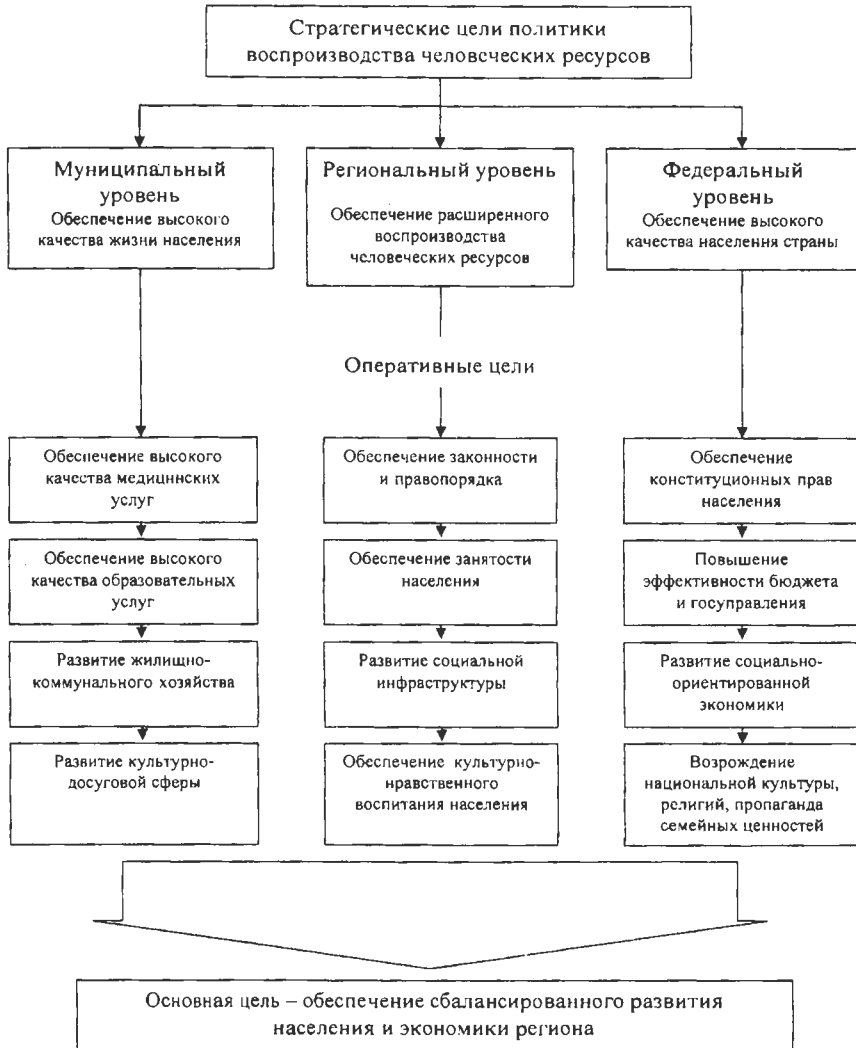 Стратегические цели политики
воспроизводства человеческих ресурсов
Муниципальный
уровень
Обеспечение высокого
качества жизни населения
Региональный уровень
Обеспечение расширенного
воспроизводства
человеческих ресурсов
Федеральный
уровень
Обеспечение высокого
качества населения страны
Оперативные цели
Обеспечение высокого
качества медицинских
услуг
Обеспечение высокого
качества образовательных
услуг
Развитие жилищно-
коммунального хозяйства
Развитие культурно-
досуговой сферы
Обеспечение законности
и правопорядка
Обеспечение занятости
населения
Развитие социальной
инфраструктуры
Обеспечение культурно-
нравственного
воспитания населения
Обеспечение
конституционных прав
населения
Повышение
эффективности бюджета
и госуправления
Развитие социально-
ориентированной
экономики
Возрождение
национальной культуры,
религий, пропаганда
семейных ценностей
Основная цель – обеспечение сбалансированного развития
населения и экономики региона